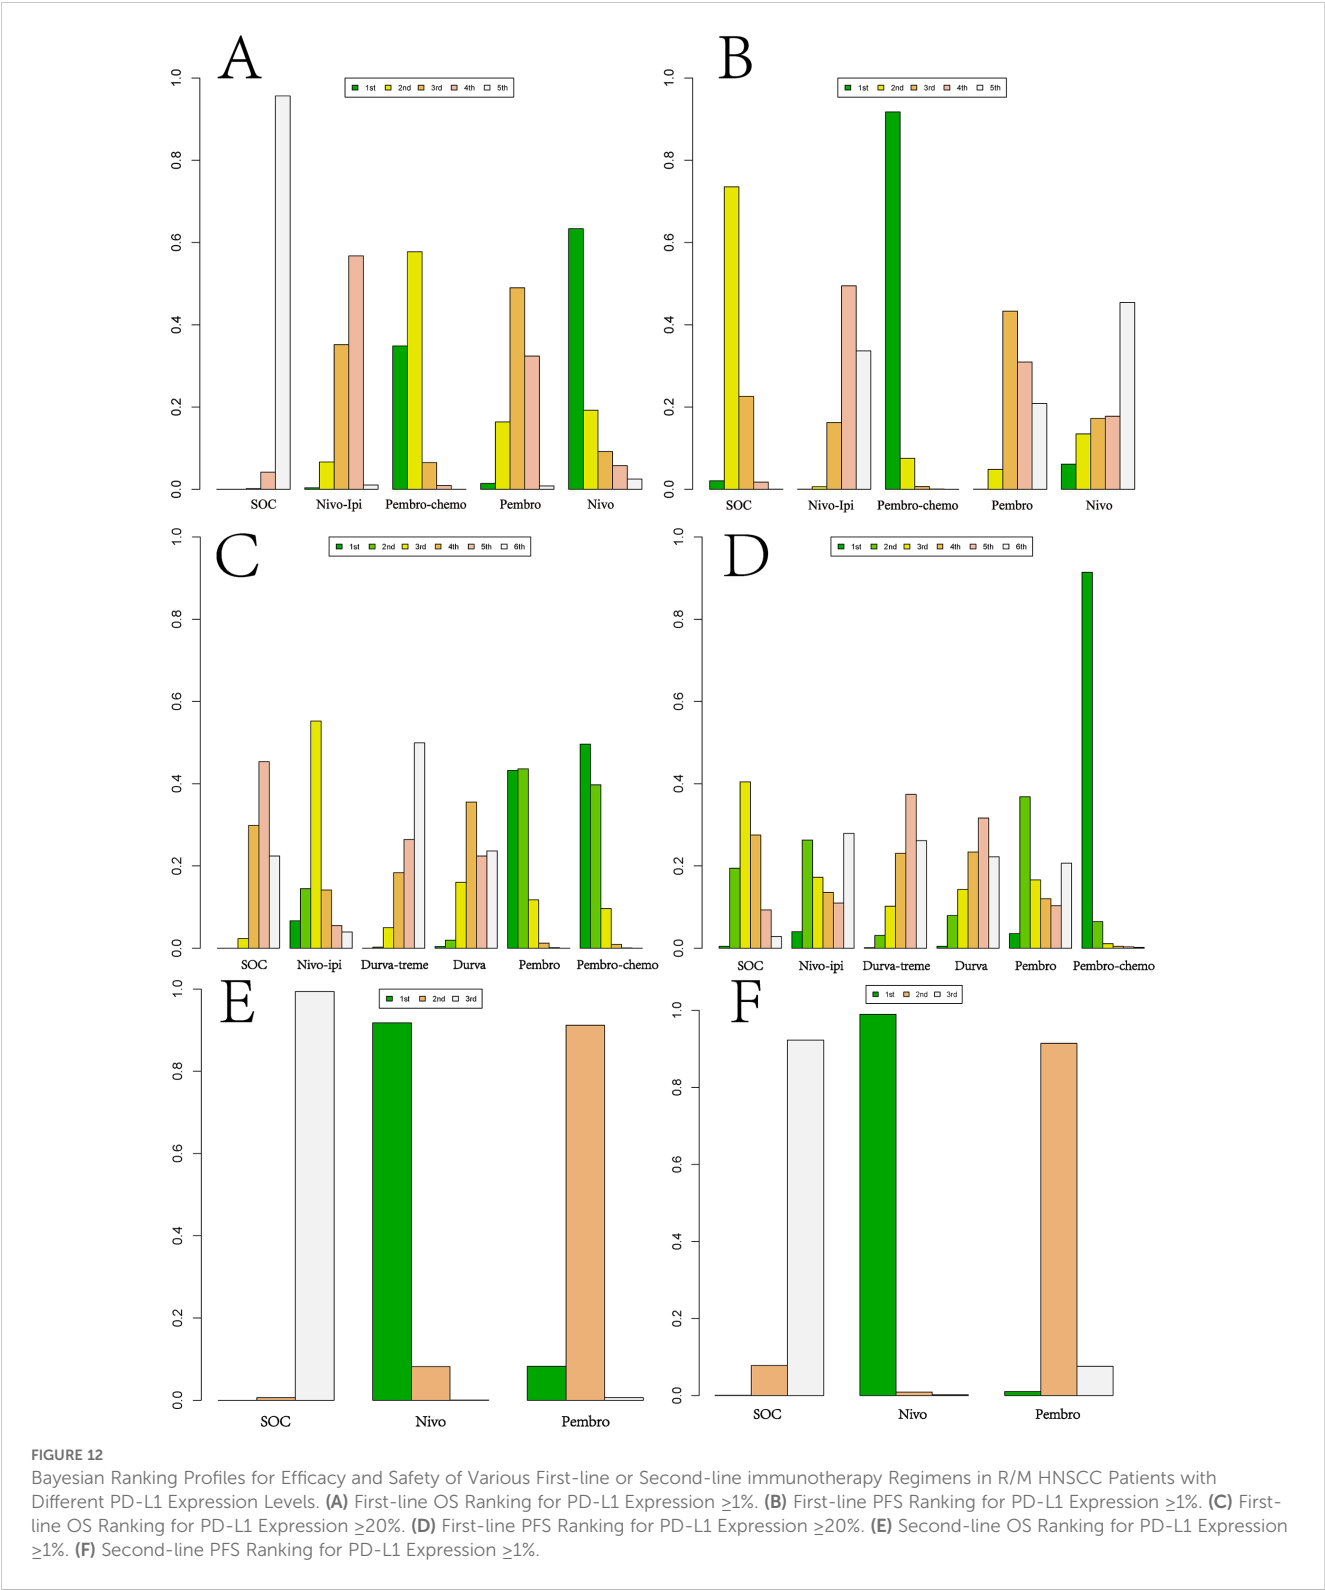 A
B
1st 2nd 3rd 4th 5th
1st 2nd 3rd 4th 5th
1.0
0.8
0.6
0.4
0.2
0.0
1.0
0.8
0.6
0.4
0.2
0.0
SOC Nivo-Ipi Pembro-chemo Pembro Nivo
SOC Nivo-Ipi Pembro-chemo Pembro Nivo
C
D
1st 2nd 3rd 4th 5th 6th
1st 2nd 3rd 4th 5th 6th
1.0
0.8
0.6
0.4
0.2
0.0
1.0
0.8
0.6
0.4
0.2
0.0
SOC Nivo-ipi Durva-treme Durva Pembro Pembro-chemo
SOC Nivo-ipi Durva-treme Durva Pembro Pembro-chemo
E
F
1st 2nd 3rd
1st 2nd 3rd
1.0
0.8
0.6
0.4
0.2
0.0
1.0
0.8
0.6
0.4
0.2
0.0
SOC Nivo Pembro
SOC Nivo Pembro
FIGURE 12
Bayesian Ranking Profiles for Efficacy and Safety of Various First-line or Second-line immunotherapy Regimens in R/M HNSCC Patients with
Different PD-L1 Expression Levels. (A) First-line OS Ranking for PD-L1 Expression ≥1%. (B) First-line PFS Ranking for PD-L1 Expression ≥1%. (C) First-
line OS Ranking for PD-L1 Expression ≥20%. (D) First-line PFS Ranking for PD-L1 Expression ≥20%. (E) Second-line OS Ranking for PD-L1 Expression
≥1%. (F) Second-line PFS Ranking for PD-L1 Expression ≥1%.